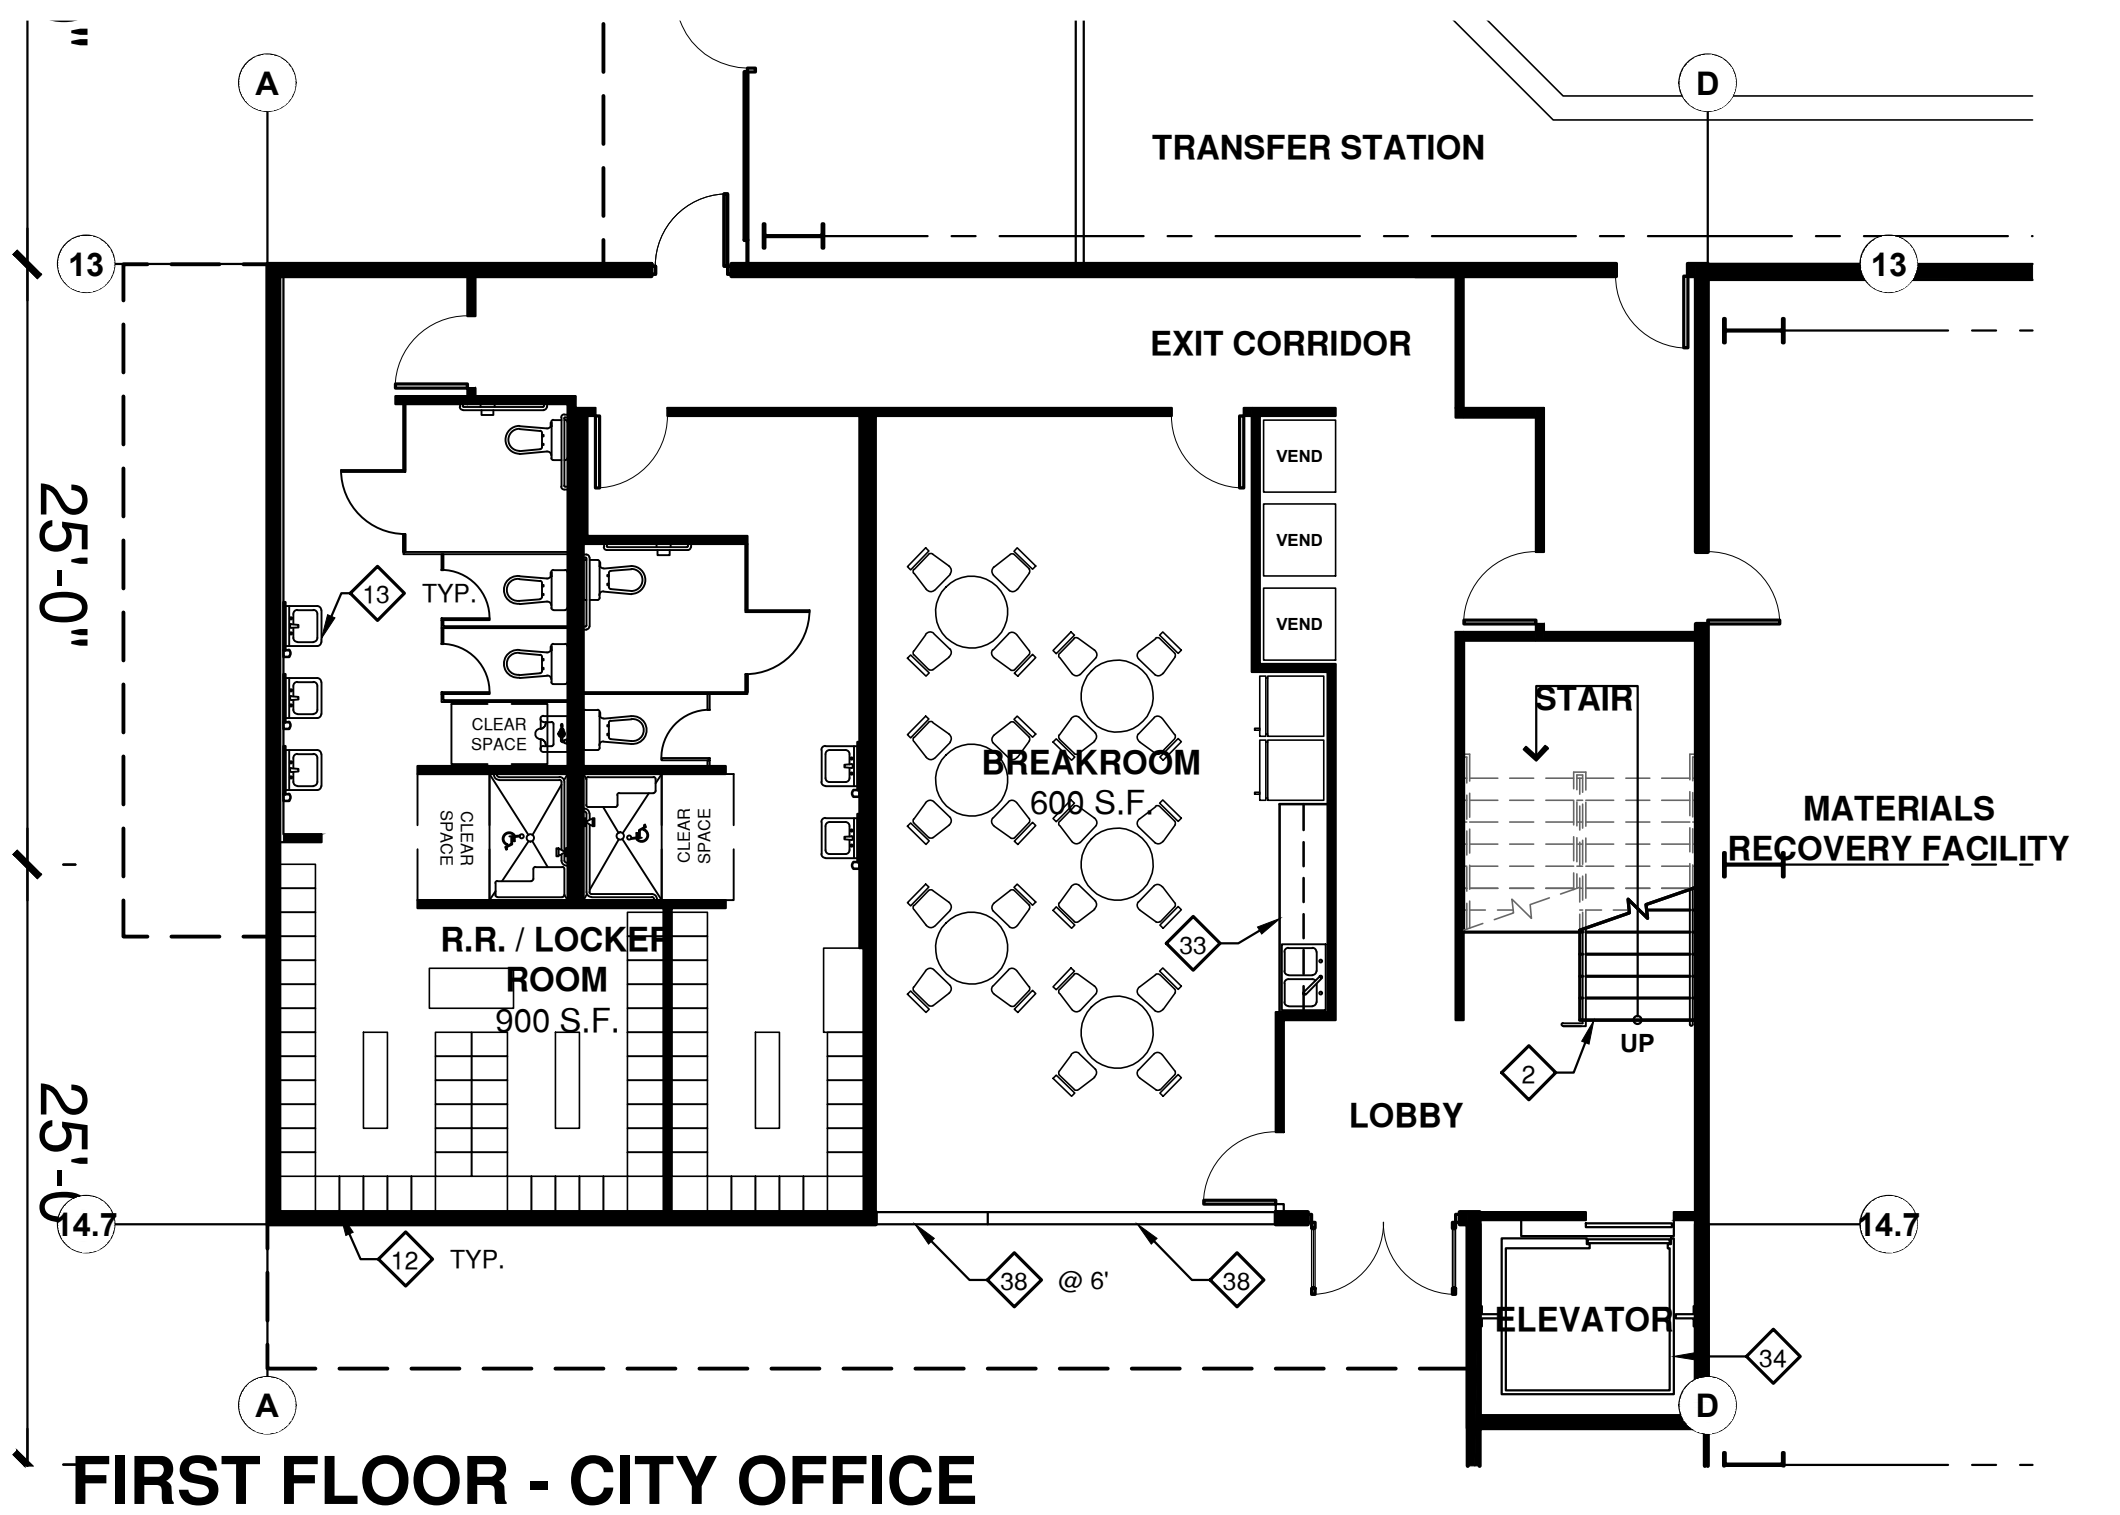 "
A
D
TRANSFER STATION
13
13
EXIT CORRIDOR
VEND
VEND
VEND
25'-0"
13 TYP.
STAIR
CLEAR
SPACE
BREAKROOM
600 S.F.
CLEAR
SPACE
CLEAR
SPACE
MATERIALS
RECOVERY FACILITY
33
R.R. / LOCKER
ROOM
900 S.F.
UP
2
LOBBY
25'-0
14.7
14.7
12 TYP.
38 @ 6'
38
ELEVATOR
34
A
D
FIRST FLOOR - CITY OFFICE